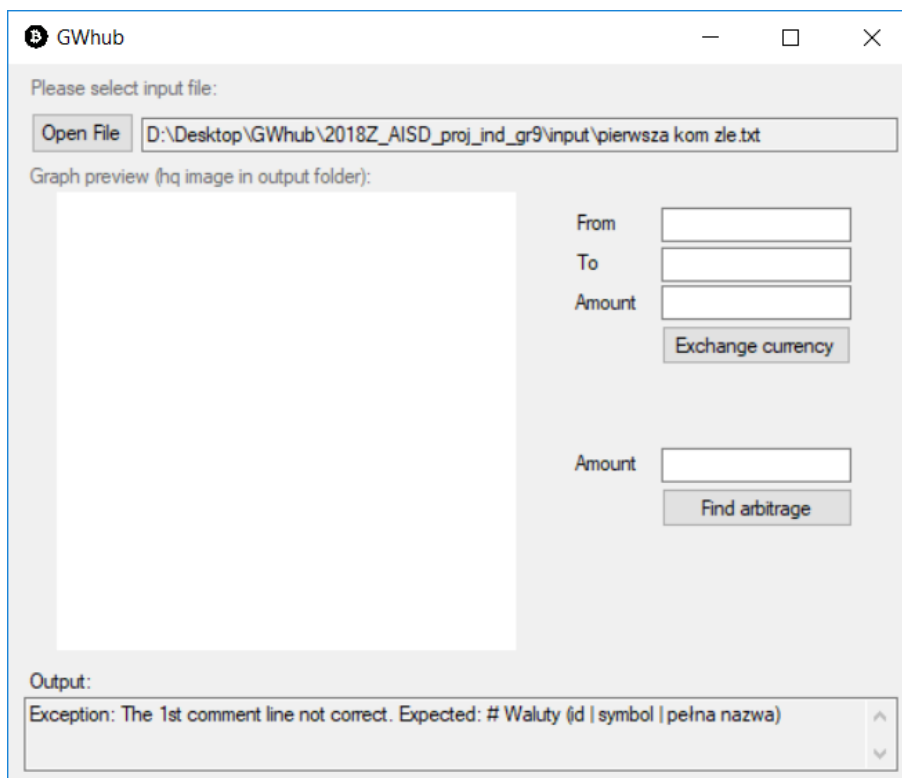 GWhub
Please select input file:
Open File D:\Desktop\GWhub\2018Z_AISD_proj_ind_gr9\input\pierwsza kom zle.txt
Graph preview (hq image in output folder):
From
To
Amount
Exchange currency
Amount
Find arbitrage
Output:
Exception: The 1st comment line not correct. Expected: # Waluty (id | symbol | pełna nazwa)